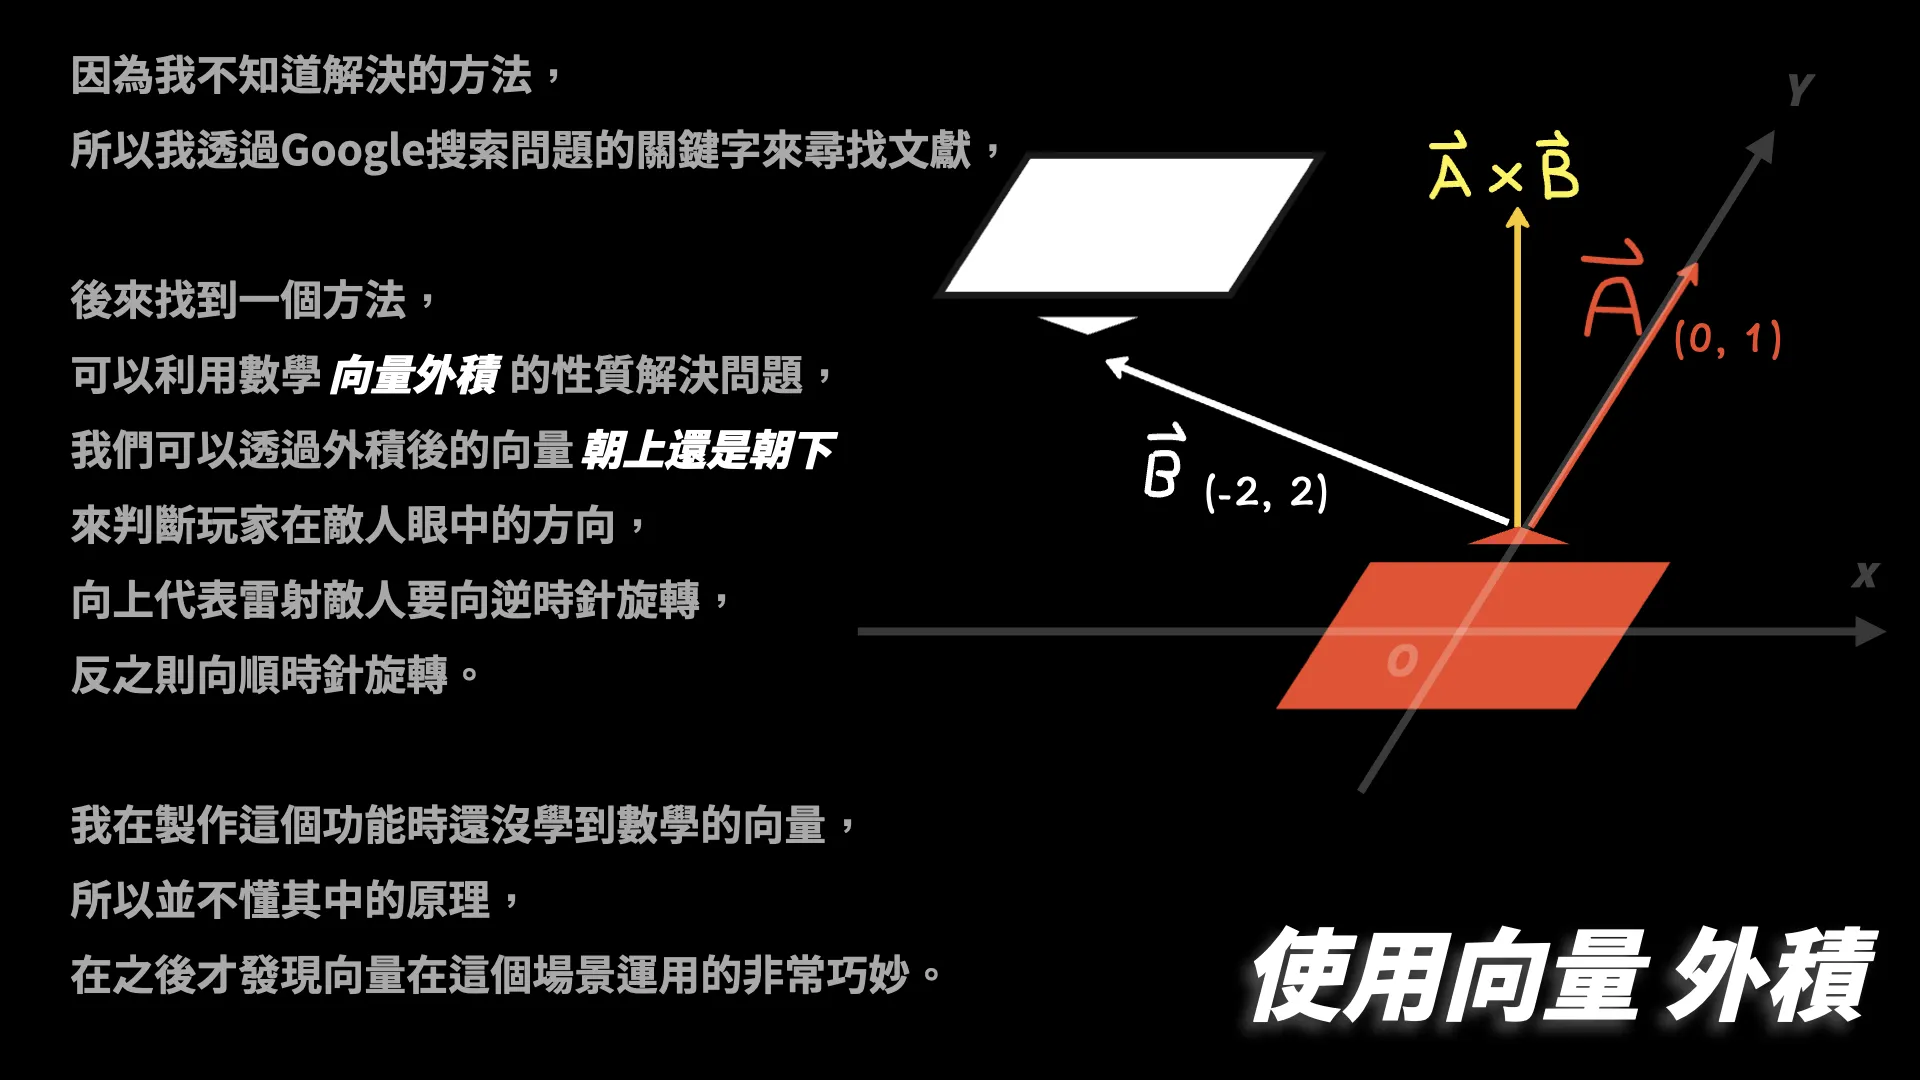 因為我不知道解決的方法，
所以我透過Google搜索問題的關鍵字來尋找文獻，
後來找到一個方法，
可以利用數學 向量外積 的性質解決問題，
我們可以透過外積後的向量 朝上還是朝下
來判斷玩家在敵人眼中的方向，
向上代表雷射敵人要向逆時針旋轉，
反之則向順時針旋轉。
我在製作這個功能時還沒學到數學的向量，
所以並不懂其中的原理，
在之後才發現向量在這個場景運用的非常巧妙。
Y
A × B
A (0, 1)
B (-2, 2)
x
O
使用向量 外積